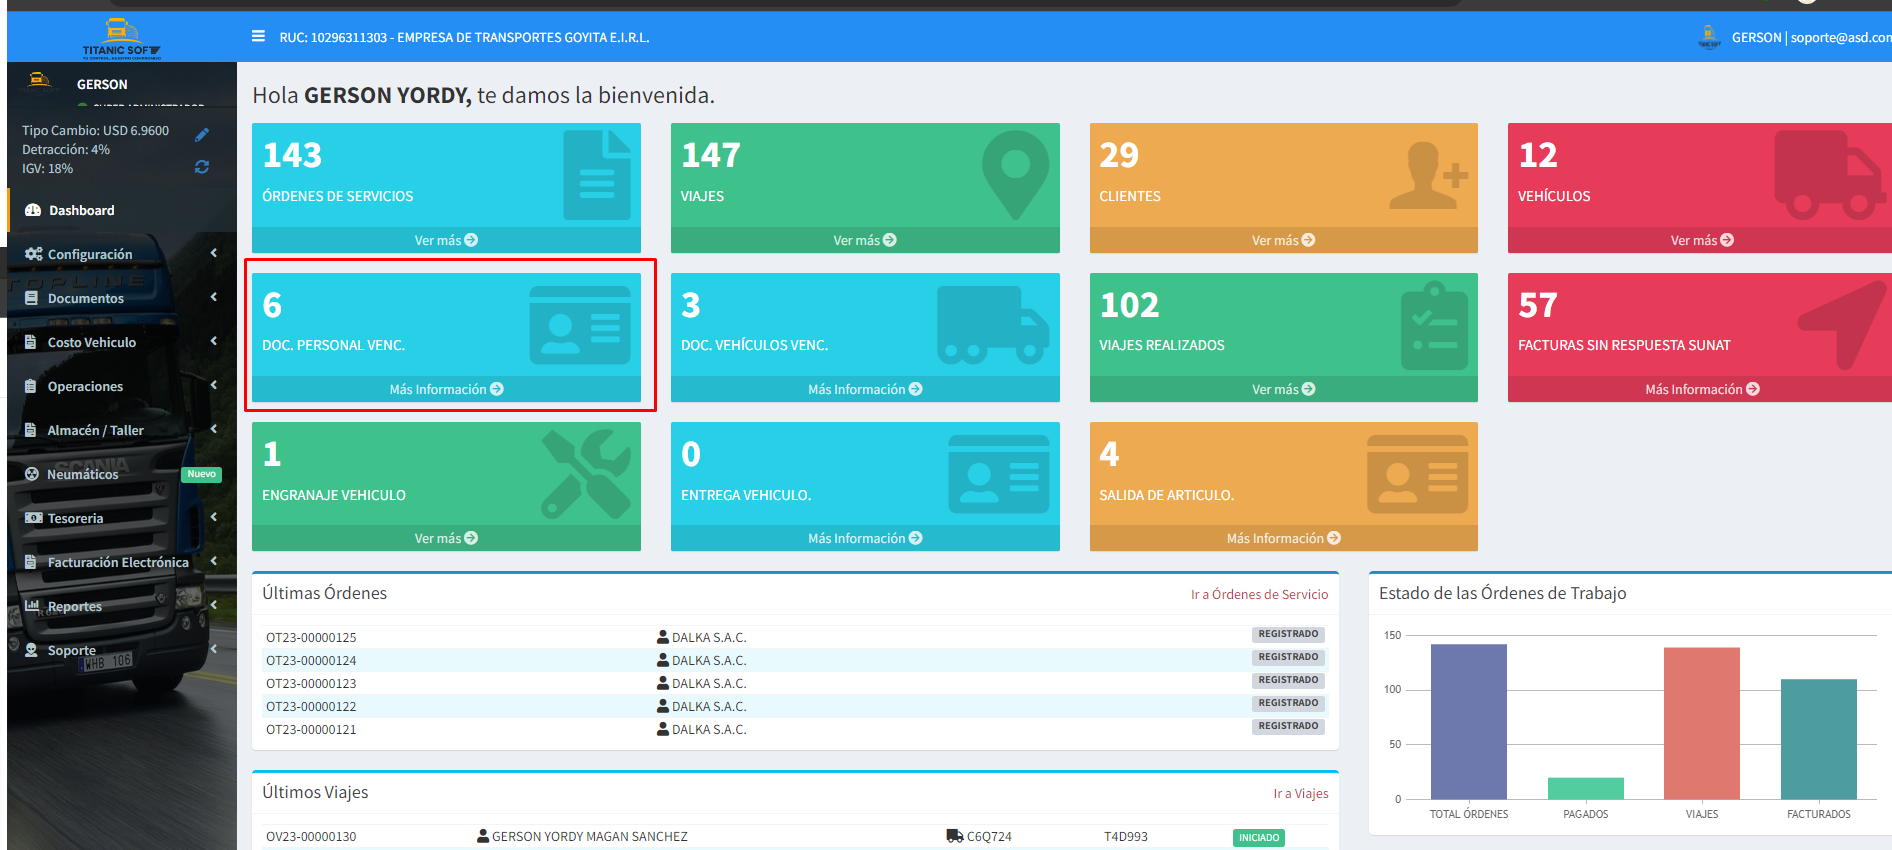 TITANIC SOFT
RUC: 10296311303 - EMPRESA DE TRANSPORTES GOYITA E.I.R.L.
GERSON | soporte@asd.con
GERSON
SUPER ADMINISTRADOR
Tipo Cambio: USD 6.9600
Detracción: 4%
IGV: 18%
Dashboard
Configuración
Documentos
Costo Vehiculo
Operaciones
Almacén / Taller
Neumáticos
Nuevo
Tesoreria
Facturación Electrónica
Reportes
Soporte
TOPLINE
SCANIA
WHB 106
Hola GERSON YORDY, te damos la bienvenida.
143
ÓRDENES DE SERVICIOS
Ver más
147
VIAJES
Ver más
29
CLIENTES
Ver más
12
VEHÍCULOS
Ver más
6
DOC. PERSONAL VENC.
Más Información
3
DOC. VEHÍCULOS VENC.
Más Información
102
VIAJES REALIZADOS
Ver más
57
FACTURAS SIN RESPUESTA SUNAT
Más Información
1
ENGRANAJE VEHICULO
Ver más
0
ENTREGA VEHICULO.
Más Información
4
SALIDA DE ARTICULO.
Más Información
Últimas Órdenes
Ir a Órdenes de Servicio
OT23-00000125 DALKA S.A.C. REGISTRADO
OT23-00000124 DALKA S.A.C. REGISTRADO
OT23-00000123 DALKA S.A.C. REGISTRADO
OT23-00000122 DALKA S.A.C. REGISTRADO
OT23-00000121 DALKA S.A.C. REGISTRADO
Últimos Viajes
Ir a Viajes
OV23-00000130 GERSON YORDY MAGAN SANCHEZ C6Q724 T4D993 INICIADO
Estado de las Órdenes de Trabajo
150
100
50
0
TOTAL ÓRDENES PAGADOS VIAJES FACTURADOS